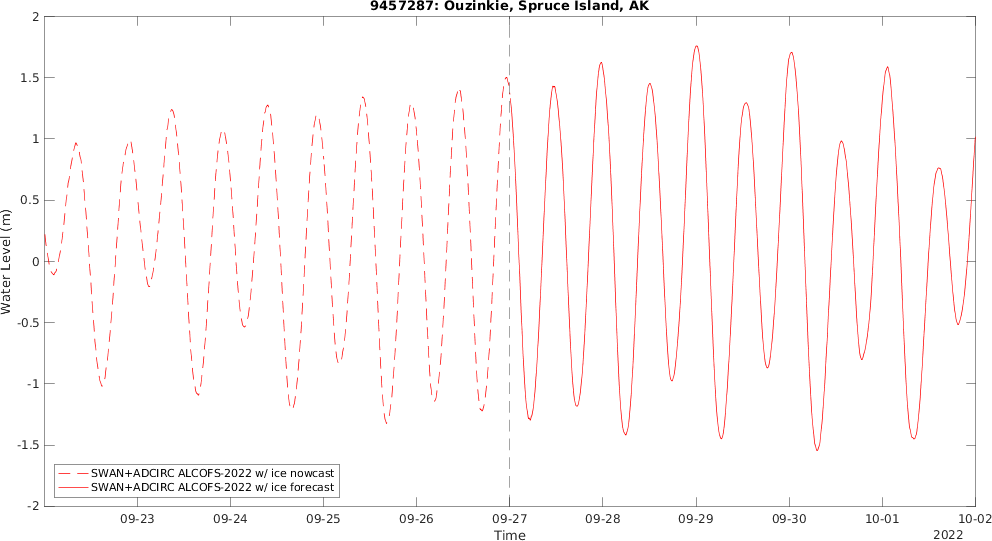 9457287: Ouzinkie, Spruce Island, AK
2
1.5
1
0.5
0
-0.5
-1
-1.5
-2
Water Level (m)
SWAN+ADCIRC ALCOFS-2022 w/ ice nowcast
SWAN+ADCIRC ALCOFS-2022 w/ ice forecast
09-23 09-24 09-25 09-26 09-27 09-28 09-29 09-30 10-01 10-02
Time
2022